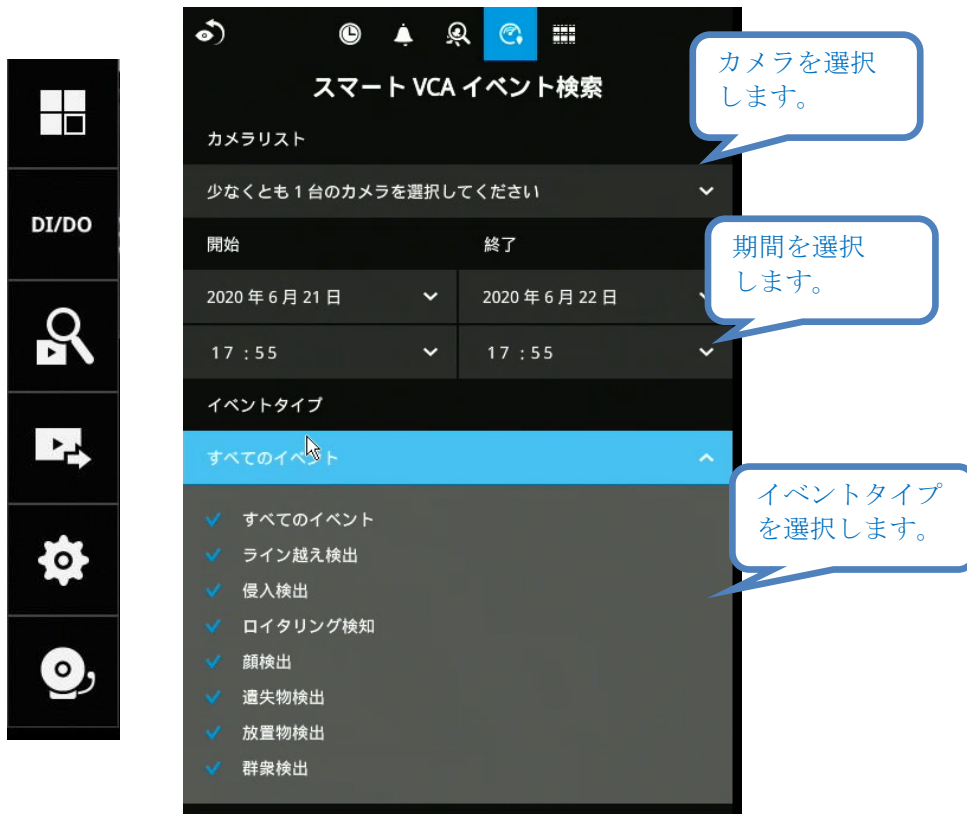 DI/DO
スマート VCA イベント検索
カメラリスト
少なくとも 1 台のカメラを選択してください
開始
終了
2020 年 6 月 21 日
2020 年 6 月 22 日
17 : 55
17 : 55
イベントタイプ
すべてのイベント
すべてのイベント
ライン越え検出
侵入検出
ロイタリング検知
顔検出
遺失物検出
放置物検出
群衆検出
カメラを選択
します。
期間を選択
します。
イベントタイプ
を選択します。